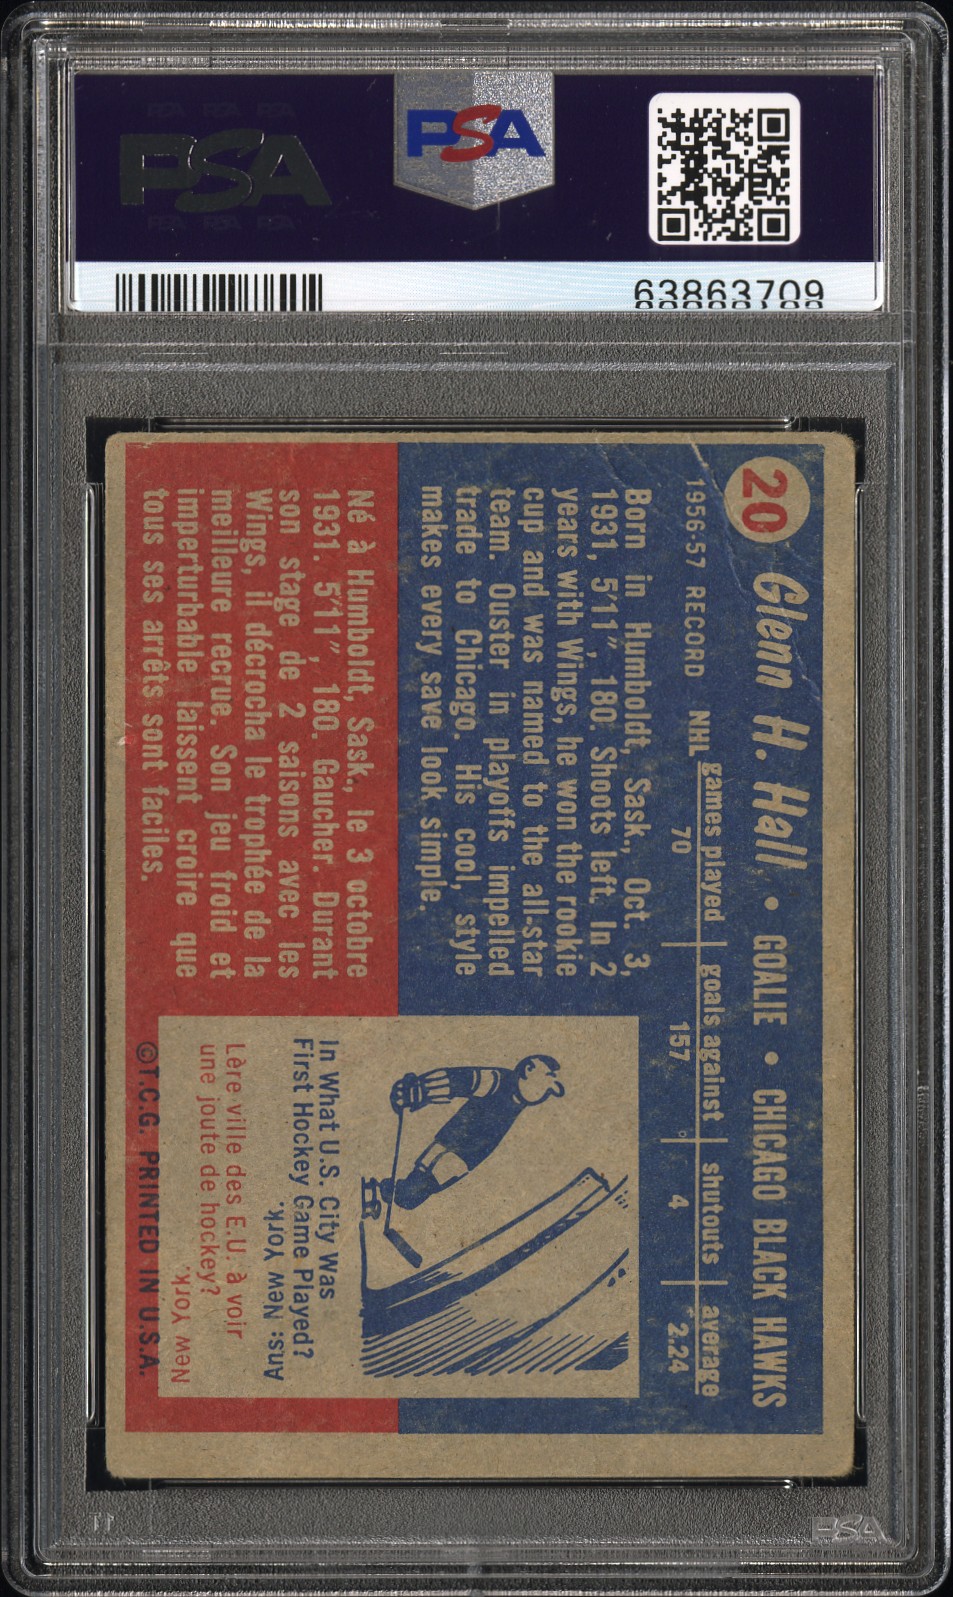 PSA
PSA
63863709
20
Glenn H. Hall • GOALIE • CHICAGO BLACK HAWKS
1956-57 RECORD NHL games played goals against shutouts average
70 157 4 2.24
Born in Humboldt, Sask., Oct. 3,
1931, 5'11", 180. Shoots left. In 2
years with Wings, he won the rookie
cup and was named to the all-star
team. Ouster in playoffs impelled
trade to Chicago. His cool, style
makes every save look simple.
Né à Humboldt, Sask, le 3 octobre
1931. 5'11", 180. Gaucher. Durant
son stage de 2 saisons avec les
Wings, il décrocha le trophée de la
meilleure recrue. Son jeu froid et
imperturbable laissent croire que
tous ses arrêts sont faciles.
In What U.S. City Was
First Hockey Game Played?
Ans: New York.
Lère ville des E.U. à voir
une joute de hockey?
New York.
©T.C.G. PRINTED IN U.S.A.
PSA